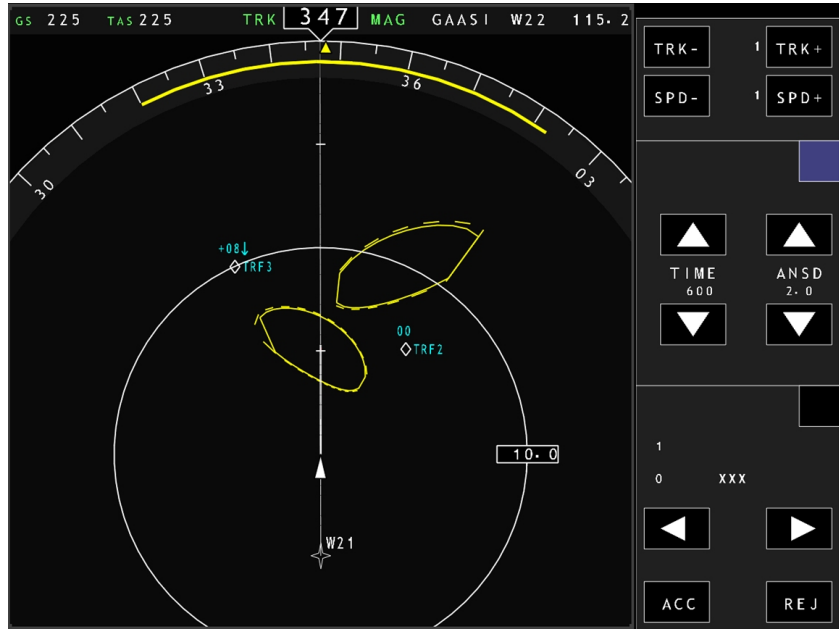 GS 225 TAS 225 TRK 347 MAG GAASI W22 115.2
33
36
30
03
+08↓
TRF3
00
TRF2
10.0
W21
TRK- 1 TRK+
SPD- 1 SPD+
TIME ANSD
600 2.0
1
0 XXX
ACC REJ